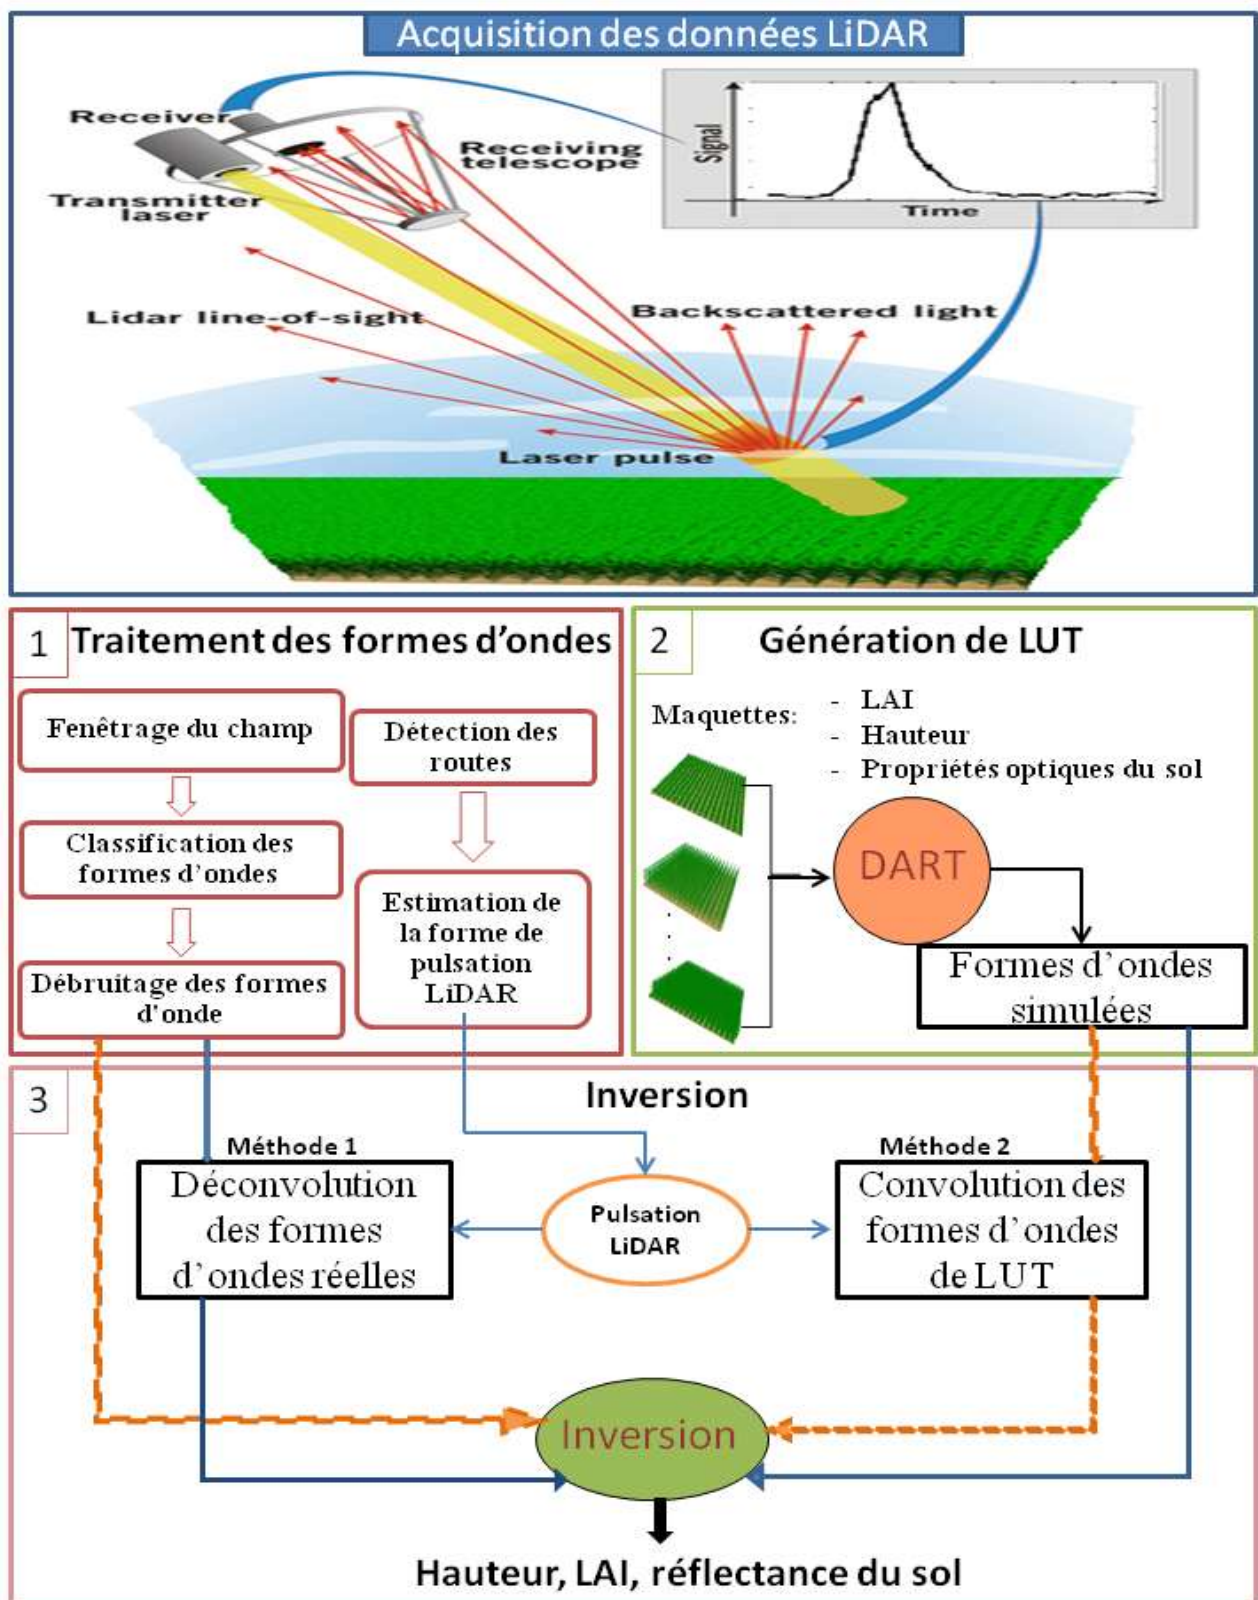 Acquisition des données LiDAR
Receiver
Receiving
telescope
Transmitter
laser
Signal
Time
Lidar line-of-sight
Backscattered light
Laser pulse
1
Traitement des formes d'ondes
Fenêtrage du champ
Classification des
formes d'ondes
Débruitage des formes
d'onde
Détection des
routes
Estimation de
la forme de
pulsation
LiDAR
2
Génération de LUT
Maquettes:
- LAI
- Hauteur
- Propriétés optiques du sol
DART
Formes d'ondes
simulées
3
Inversion
Méthode 1
Déconvolution
des formes
d'ondes réelles
Pulsation
LiDAR
Méthode 2
Convolution des
formes d'ondes
de LUT
Inversion
Hauteur, LAI, réflectance du sol